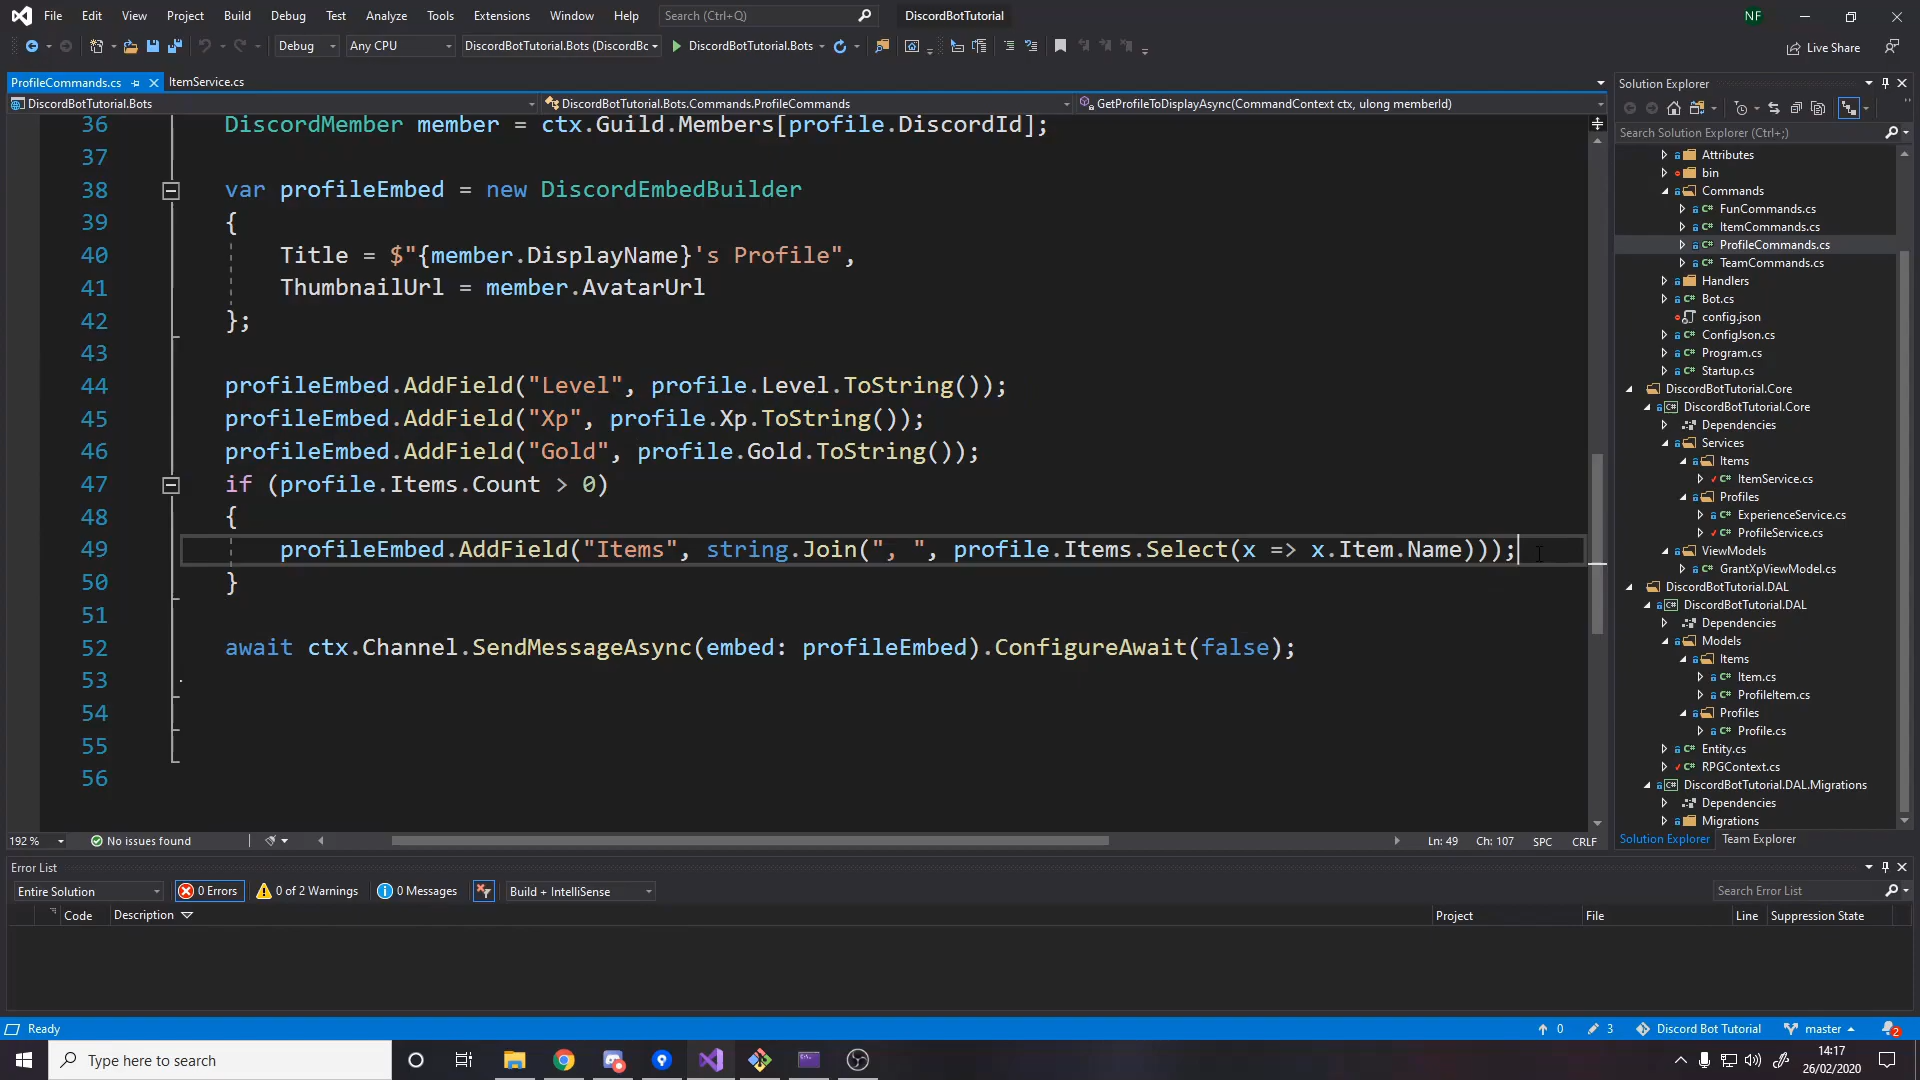 File Edit View Project Build Debug Test Analyze Tools Extensions Window Help Search (Ctrl+Q) DiscordBotTutorial NF
Debug Any CPU DiscordBotTutorial.Bots (DiscordBc DiscordBotTutorial.Bots Live Share
ProfileCommands.cs ItemService.cs
DiscordBotTutorial.Bots DiscordBotTutorial.Bots.Commands.ProfileCommands GetProfileToDisplayAsync(CommandContext ctx, ulong memberId)
36 DiscordMember member = ctx.Guild.Members[profile.DiscordId];
37
38 var profileEmbed = new DiscordEmbedBuilder
39 {
40 Title = $"{member.DisplayName}'s Profile",
41 ThumbnailUrl = member.AvatarUrl
42 };
43
44 profileEmbed.AddField("Level", profile.Level.ToString());
45 profileEmbed.AddField("Xp", profile.Xp.ToString());
46 profileEmbed.AddField("Gold", profile.Gold.ToString());
47 if (profile.Items.Count > 0)
48 {
49 profileEmbed.AddField("Items", string.Join(", ", profile.Items.Select(x => x.Item.Name)));
50 }
51
52 await ctx.Channel.SendMessageAsync(embed: profileEmbed).ConfigureAwait(false);
53
54
55
56
192 % No issues found Ln: 49 Ch: 107 SPC CRLF
Solution Explorer
Search Solution Explorer (Ctrl+;)
Attributes
bin
Commands
C# FunCommands.cs
C# ItemCommands.cs
C# ProfileCommands.cs
C# TeamCommands.cs
Handlers
C# Bot.cs
config.json
C# ConfigJson.cs
C# Program.cs
C# Startup.cs
DiscordBotTutorial.Core
C# DiscordBotTutorial.Core
Dependencies
Services
Items
C# ItemService.cs
Profiles
C# ExperienceService.cs
C# ProfileService.cs
ViewModels
C# GrantXpViewModel.cs
DiscordBotTutorial.DAL
C# DiscordBotTutorial.DAL
Dependencies
Models
Items
C# Item.cs
C# ProfileItem.cs
Profiles
C# Profile.cs
C# Entity.cs
C# RPGContext.cs
C# DiscordBotTutorial.DAL.Migrations
Dependencies
Migrations
Solution Explorer Team Explorer
Error List
Entire Solution 0 Errors 0 of 2 Warnings 0 Messages Build + IntelliSense Search Error List
Code Description Project File Line Suppression State
Ready 0 3 Discord Bot Tutorial master 2
Type here to search 14:17
26/02/2020